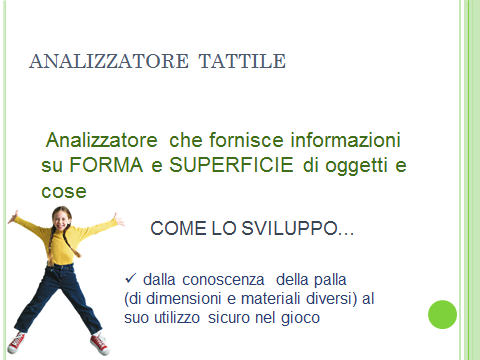 ANALIZZATORE TATTILE
Analizzatore che fornisce informazioni
su FORMA e SUPERFICIE di oggetti e
cose
COME LO SVILUPPO…
✓ dalla conoscenza della palla
(di dimensioni e materiali diversi) al
suo utilizzo sicuro nel gioco